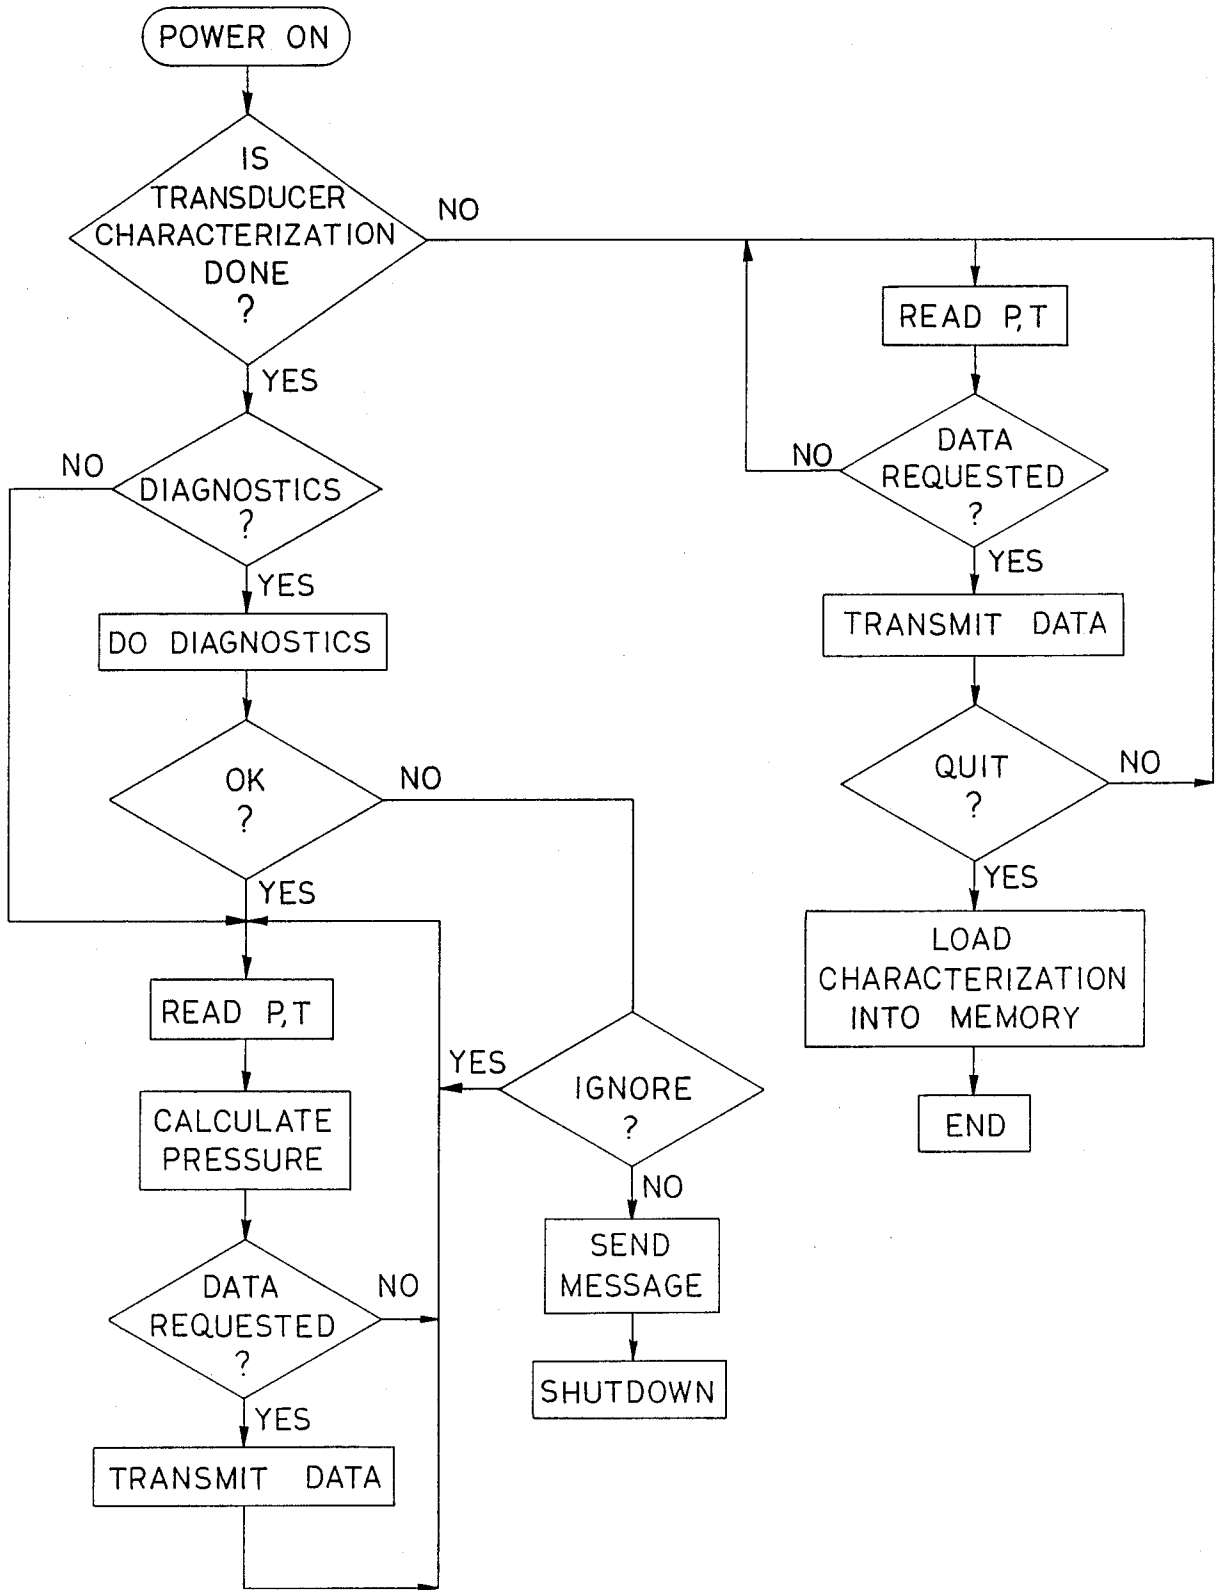 POWER ON
IS
TRANSDUCER
CHARACTERIZATION
DONE
?
NO
YES
DIAGNOSTICS
?
NO
YES
DO DIAGNOSTICS
OK
?
NO
YES
READ P,T
CALCULATE
PRESSURE
DATA
REQUESTED
?
NO
YES
TRANSMIT DATA
IGNORE
?
YES
NO
SEND
MESSAGE
SHUTDOWN
READ P,T
DATA
REQUESTED
?
NO
YES
TRANSMIT DATA
QUIT
?
NO
YES
LOAD
CHARACTERIZATION
INTO MEMORY
END